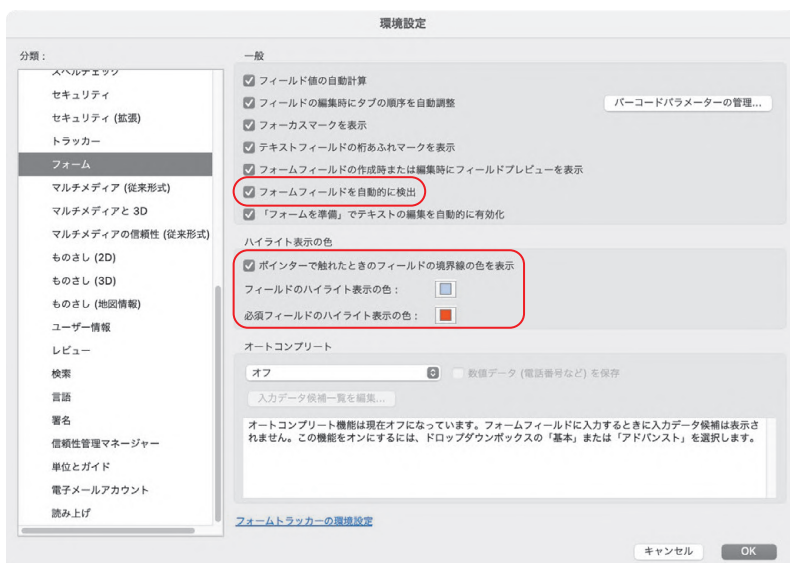 環境設定
分類：
スペルチェック
セキュリティ
セキュリティ (拡張)
トラッカー
フォーム
マルチメディア (従来形式)
マルチメディアと 3D
マルチメディアの信頼性 (従来形式)
ものさし (2D)
ものさし (3D)
ものさし (地図情報)
ユーザー情報
レビュー
検索
言語
署名
信頼性管理マネージャー
単位とガイド
電子メールアカウント
読み上げ
一般
フィールド値の自動計算
フィールドの編集時にタブの順序を自動調整
バーコードパラメーターの管理...
フォーカスマークを表示
テキストフィールドの桁あふれマークを表示
フォームフィールドの作成時または編集時にフィールドプレビューを表示
フォームフィールドを自動的に検出
「フォームを準備」でテキストの編集を自動的に有効化
ハイライト表示の色
ポインターで触れたときのフィールドの境界線の色を表示
フィールドのハイライト表示の色：
必須フィールドのハイライト表示の色：
オートコンプリート
オフ
数値データ (電話番号など) を保存
入力データ候補一覧を編集...
オートコンプリート機能は現在オフになっています。フォームフィールドに入力するときに入力データ候補は表示さ
れません。この機能をオンにするには、ドロップダウンボックスの「基本」または「アドバンスト」を選択します。
フォームトラッカーの環境設定
キャンセル
OK